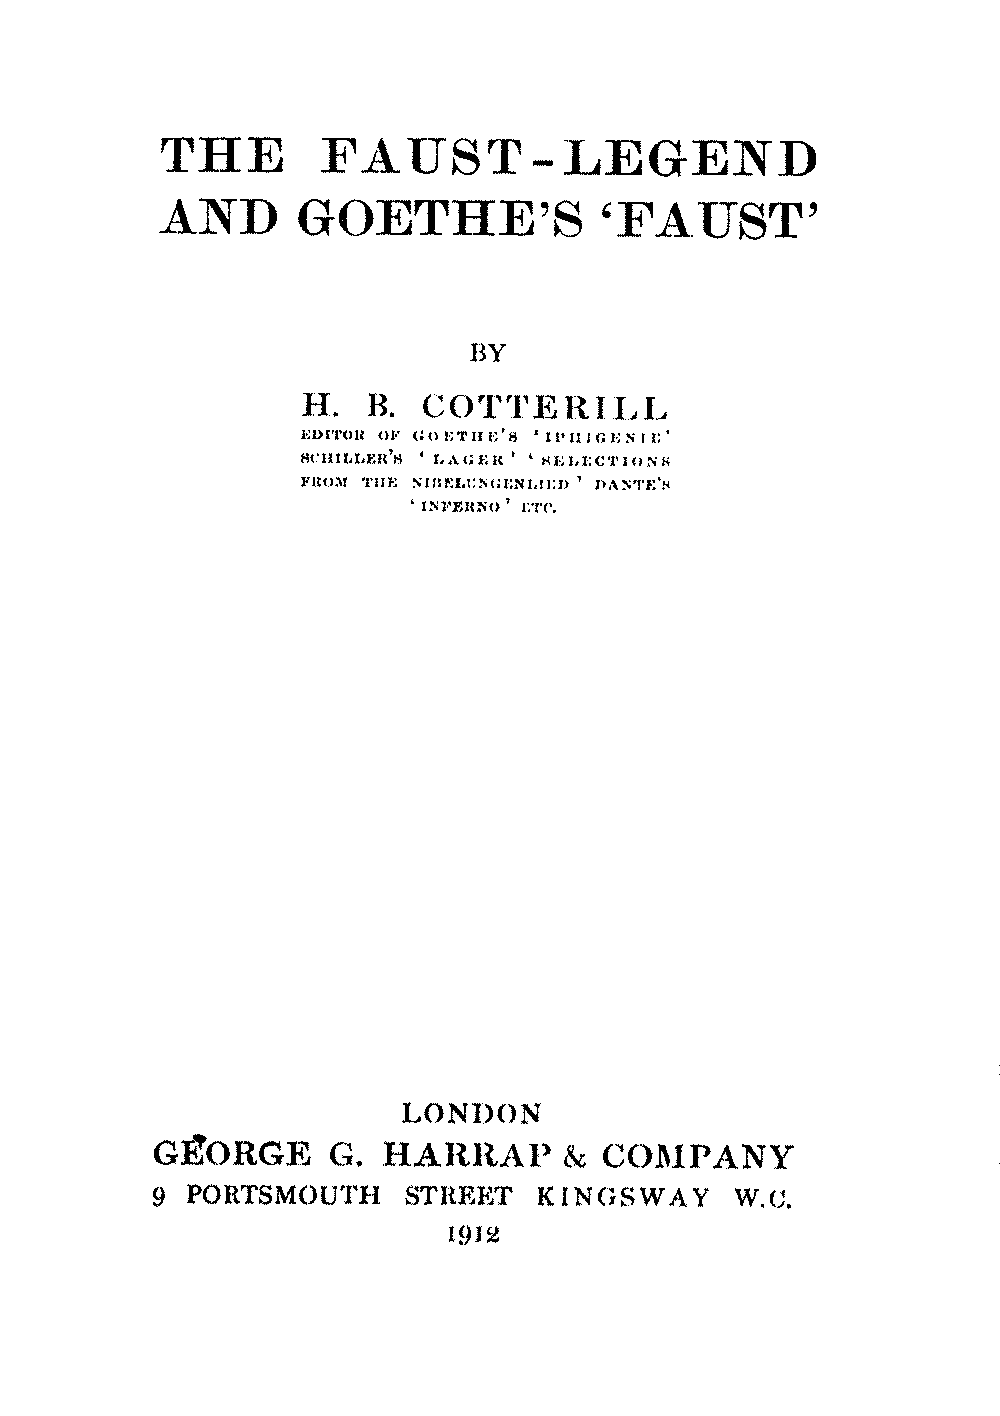 THE FAUST-LEGEND
AND GOETHE'S ‘FAUST’
BY
H. B. COTTERILL
EDITOR OF GOETHE'S ‘IPHIGENIE’
SCHILLER'S ‘LAGER’ ‘SELECTIONS
FROM THE NIBELUNGENLIED’ DANTE'S
‘INFERNO’ ETC.
LONDON
GEORGE G. HARRAP & COMPANY
9 PORTSMOUTH STREET KINGSWAY W.C.
1912